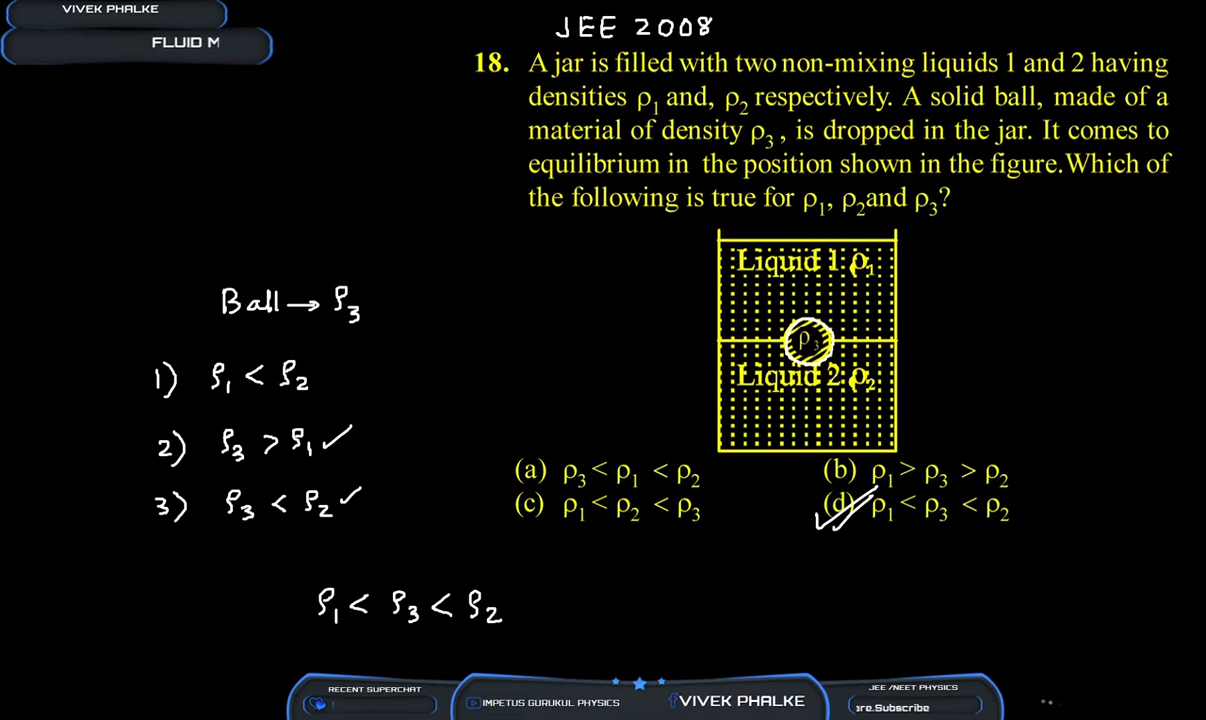 VIVEK PHALKE
FLUID M
JEE 2008
18. A jar is filled with two non-mixing liquids 1 and 2 having
densities ρ₁ and, ρ₂ respectively. A solid ball, made of a
material of density ρ₃ , is dropped in the jar. It comes to
equilibrium in the position shown in the figure.Which of
the following is true for ρ₁, ρ₂and ρ₃?
Liquid 1 ρ₁
ρ₃
Liquid 2 ρ₂
Ball → ρ₃
1) ρ₁ < ρ₂
2) ρ₃ > ρ₁ ✓
3) ρ₃ < ρ₂ ✓
(a) ρ₃ < ρ₁ < ρ₂
(b) ρ₁ > ρ₃ > ρ₂
(c) ρ₁ < ρ₂ < ρ₃
(d) ρ₁ < ρ₃ < ρ₂
ρ₁ < ρ₃ < ρ₂
RECENT SUPERCHAT
IMPETUS GURUKUL PHYSICS
VIVEK PHALKE
JEE /NEET PHYSICS
are.Subscribe